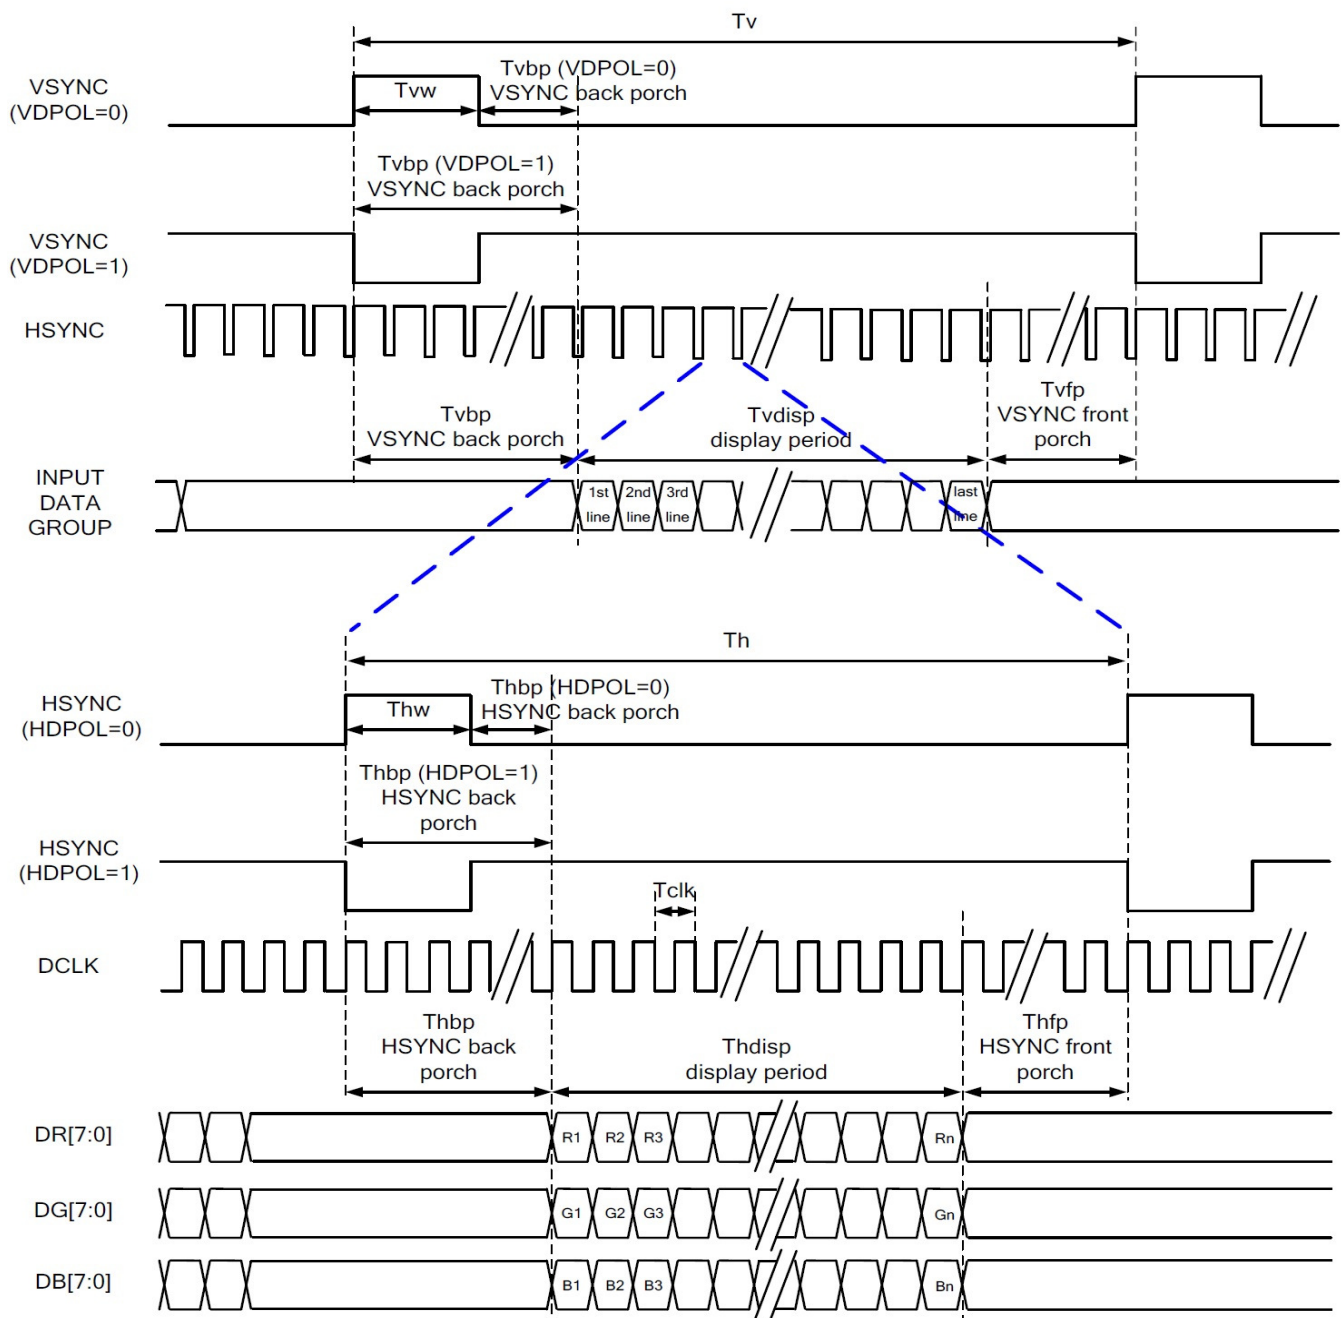 Tv
Tvbp (VDPOL=0)
VSYNC back porch
VSYNC
(VDPOL=0)
Tvw
Tvbp (VDPOL=1)
VSYNC back porch
VSYNC
(VDPOL=1)
HSYNC
Tvbp
VSYNC back porch
Tvdisp
display period
Tvfp
VSYNC front
porch
INPUT
DATA
GROUP
1st
line
2nd
line
3rd
line
last
line
Th
HSYNC
(HDPOL=0)
Thw
Thbp (HDPOL=0)
HSYNC back porch
Thbp (HDPOL=1)
HSYNC back
porch
HSYNC
(HDPOL=1)
Tclk
DCLK
Thbp
HSYNC back
porch
Thdisp
display period
Thfp
HSYNC front
porch
DR[7:0]
R1 R2 R3 Rn
DG[7:0]
G1 G2 G3 Gn
DB[7:0]
B1 B2 B3 Bn